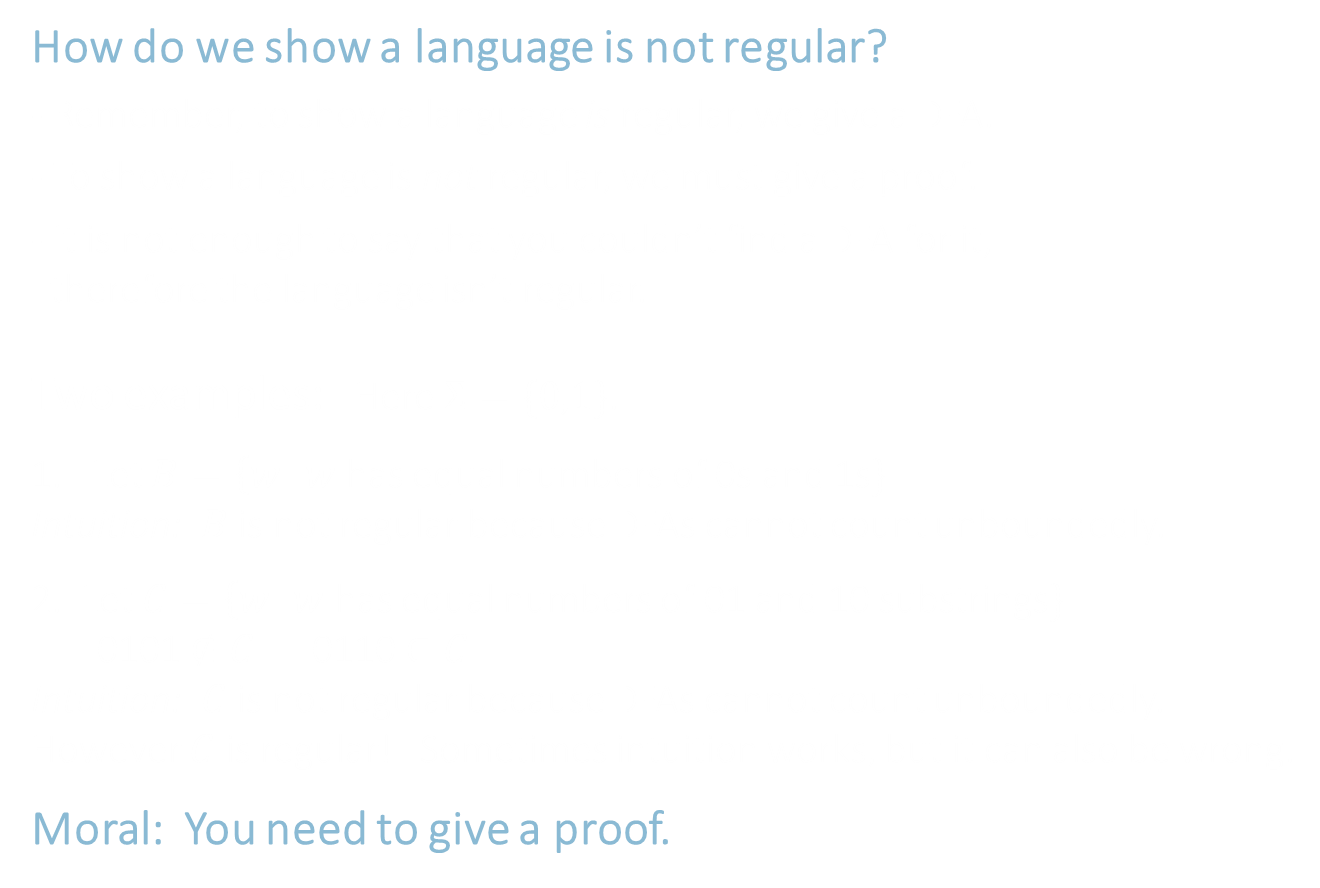 How do we show a language is not regular?
Moral: You need to give a proof.